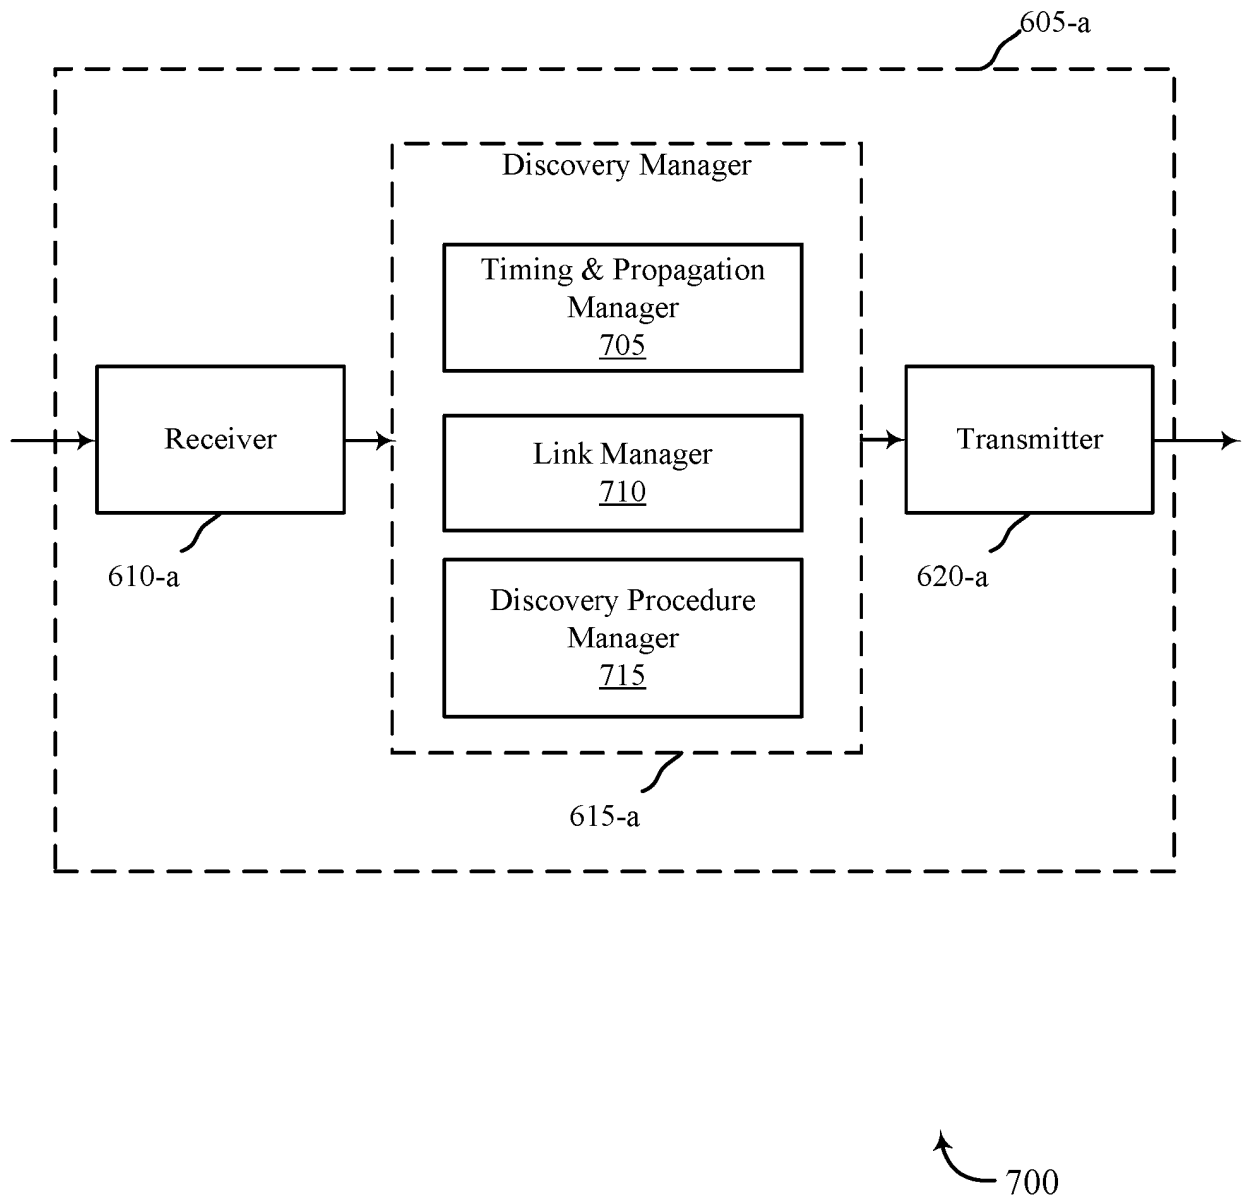 605-a
Discovery Manager
Timing & Propagation
Manager
705
Receiver
Link Manager
710
Transmitter
610-a
620-a
Discovery Procedure
Manager
715
615-a
700